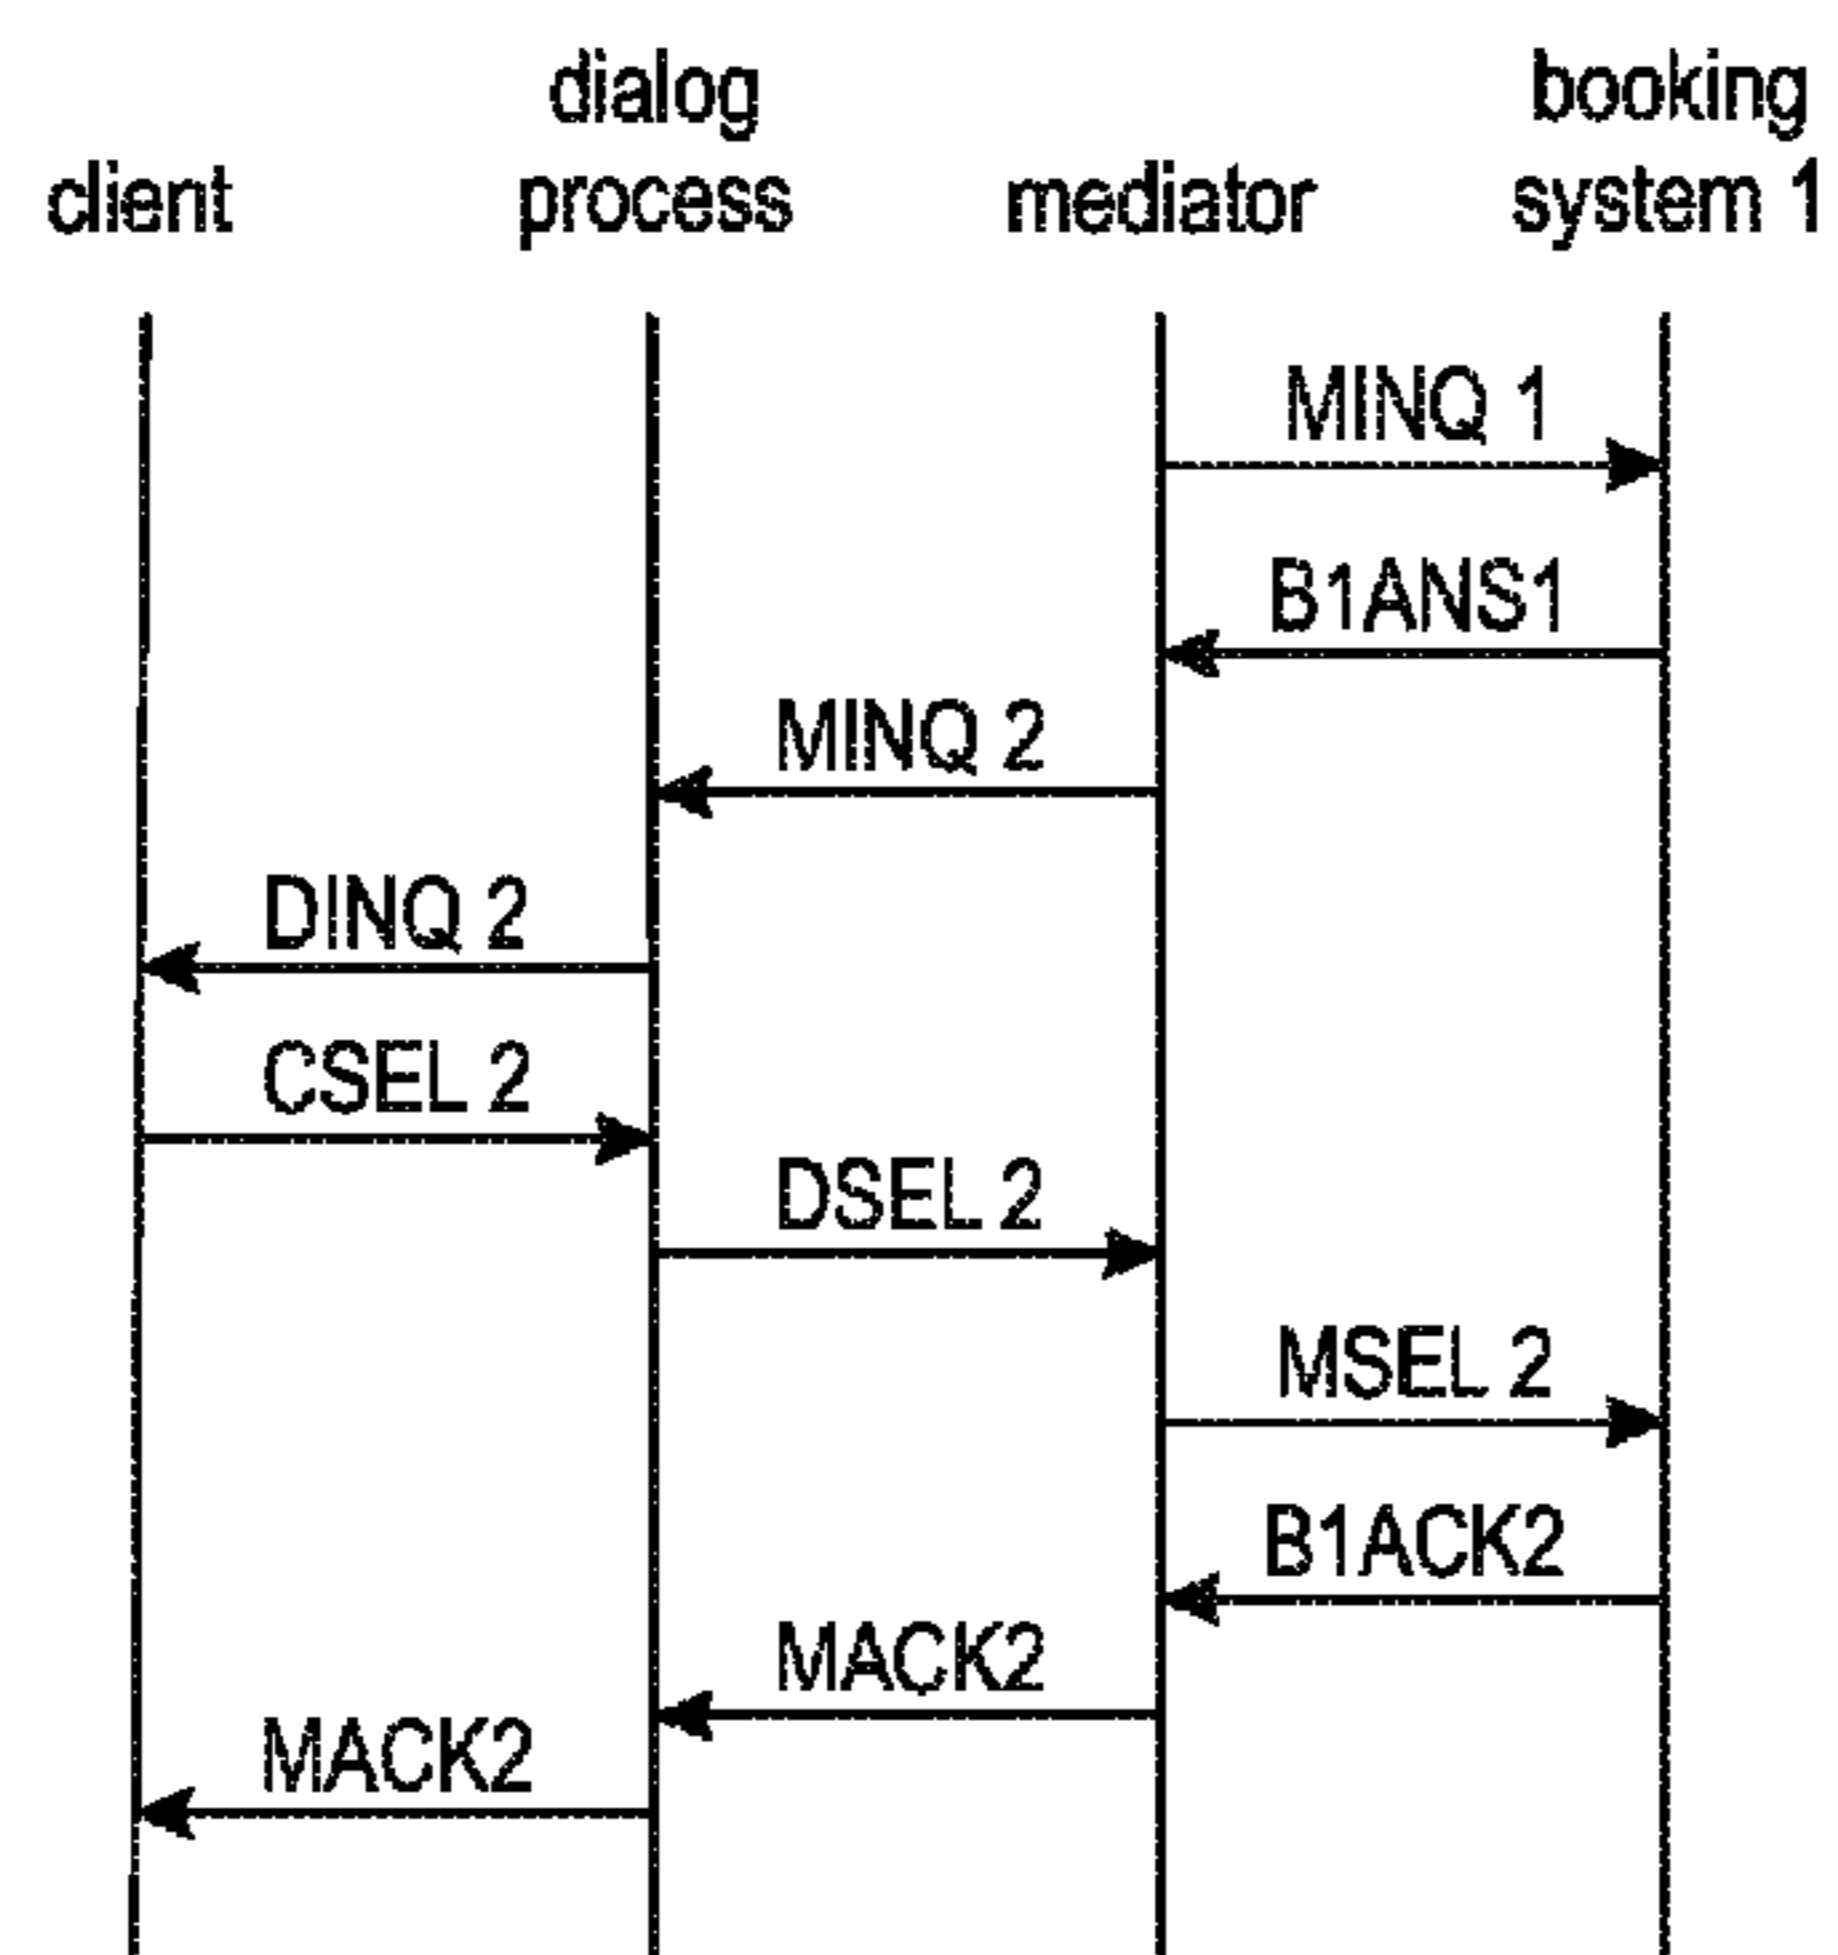 client
dialog
process
mediator
booking
system 1
MINQ 1
B1ANS1
MINQ 2
DINQ 2
CSEL 2
DSEL 2
MSEL 2
B1ACK2
MACK2
MACK2